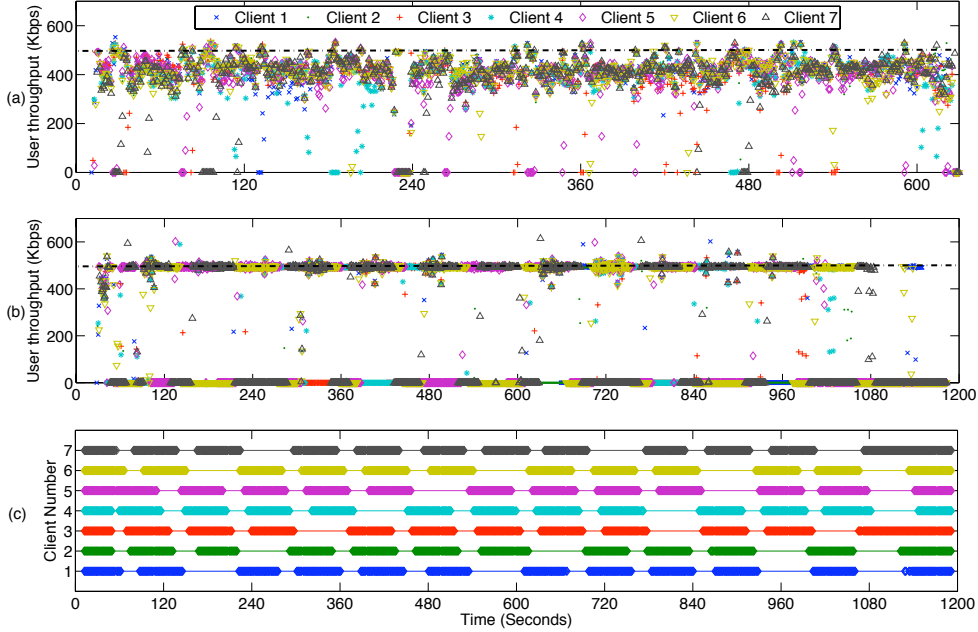 Client 1 Client 2 Client 3 Client 4 Client 5 Client 6 Client 7
(a)
User throughput (Kbps)
600
400
200
0
0 120 240 360 480 600
(b)
User throughput (Kbps)
600
400
200
0
0 120 240 360 480 600 720 840 960 1080 1200
(c)
Client Number
7
6
5
4
3
2
1
0 120 240 360 480 600 720 840 960 1080 1200
Time (Seconds)